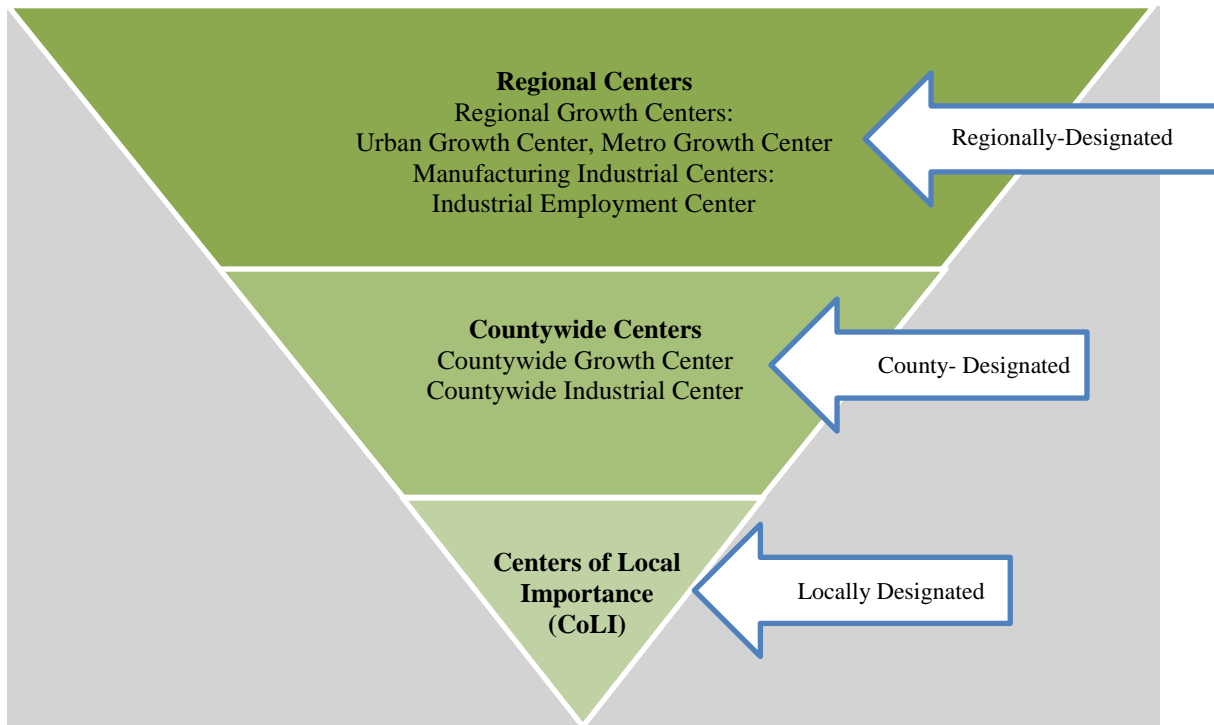 Regional Centers
Regional Growth Centers:
Urban Growth Center, Metro Growth Center
Manufacturing Industrial Centers:
Industrial Employment Center
Regionally-Designated
Countywide Centers
Countywide Growth Center
Countywide Industrial Center
County- Designated
Centers of Local
Importance
(CoLI)
Locally Designated